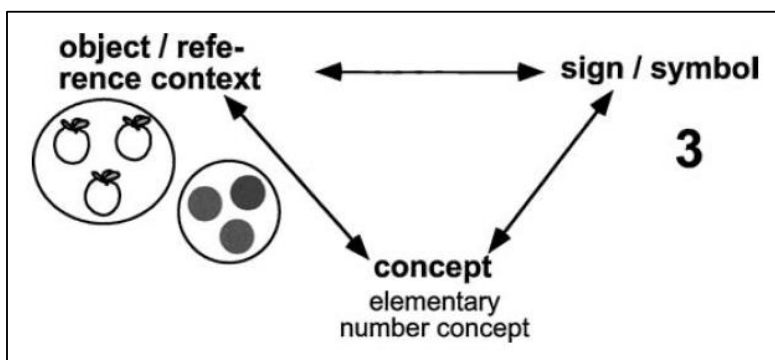 object / refe-
rence context
sign / symbol
3
concept
elementary
number concept